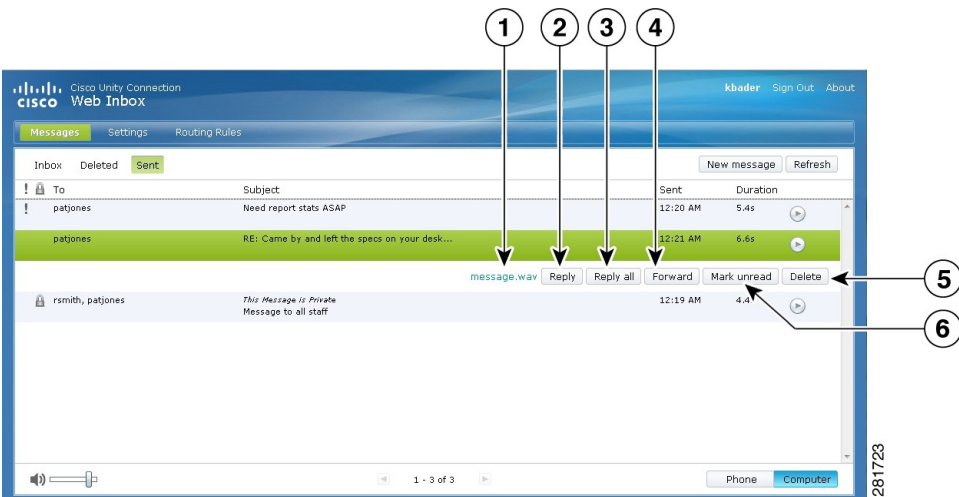 1 2 3 4
Cisco Unity Connection
CISCO Web Inbox
kbader Sign Out About
Messages Settings Routing Rules
Inbox Deleted Sent
New message Refresh
! To Subject Sent Duration
! patjones Need report stats ASAP 12:20 AM 5.4s
patjones RE: Came by and left the specs on your desk... 12:21 AM 6.6s
message.wav Reply Reply all Forward Mark unread Delete 5
rsmith, patjones This Message is Private 12:19 AM 4.4
Message to all staff
6
1 - 3 of 3
Phone Computer
281723